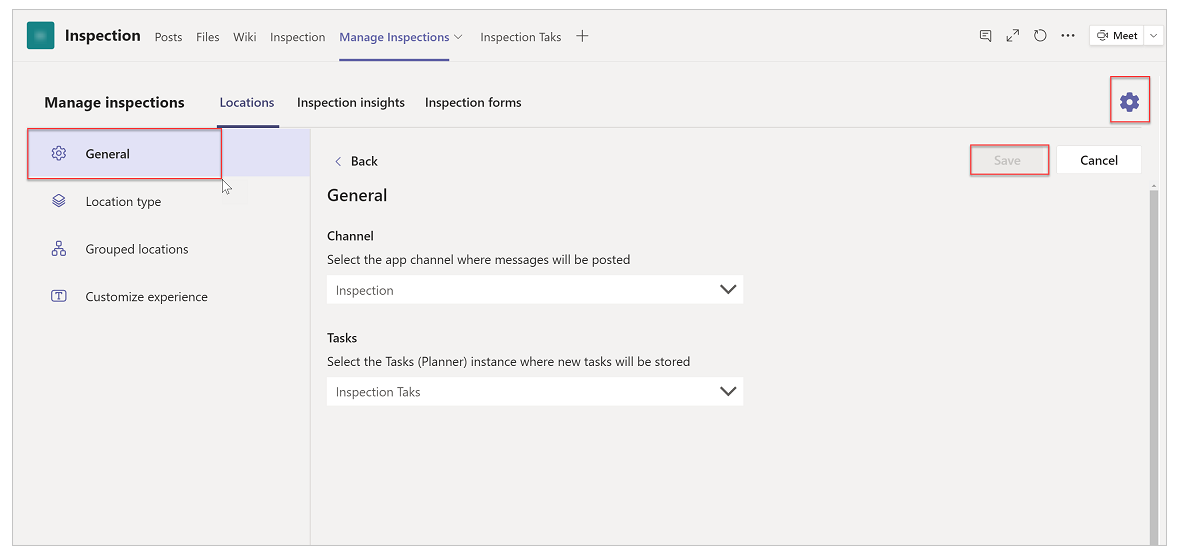 Inspection Posts Files Wiki Inspection Manage Inspections Inspection Taks Meet
Manage inspections Locations Inspection insights Inspection forms
General
Location type
Grouped locations
Customize experience
Back Save Cancel
General
Channel
Select the app channel where messages will be posted
Inspection
Tasks
Select the Tasks (Planner) instance where new tasks will be stored
Inspection Taks